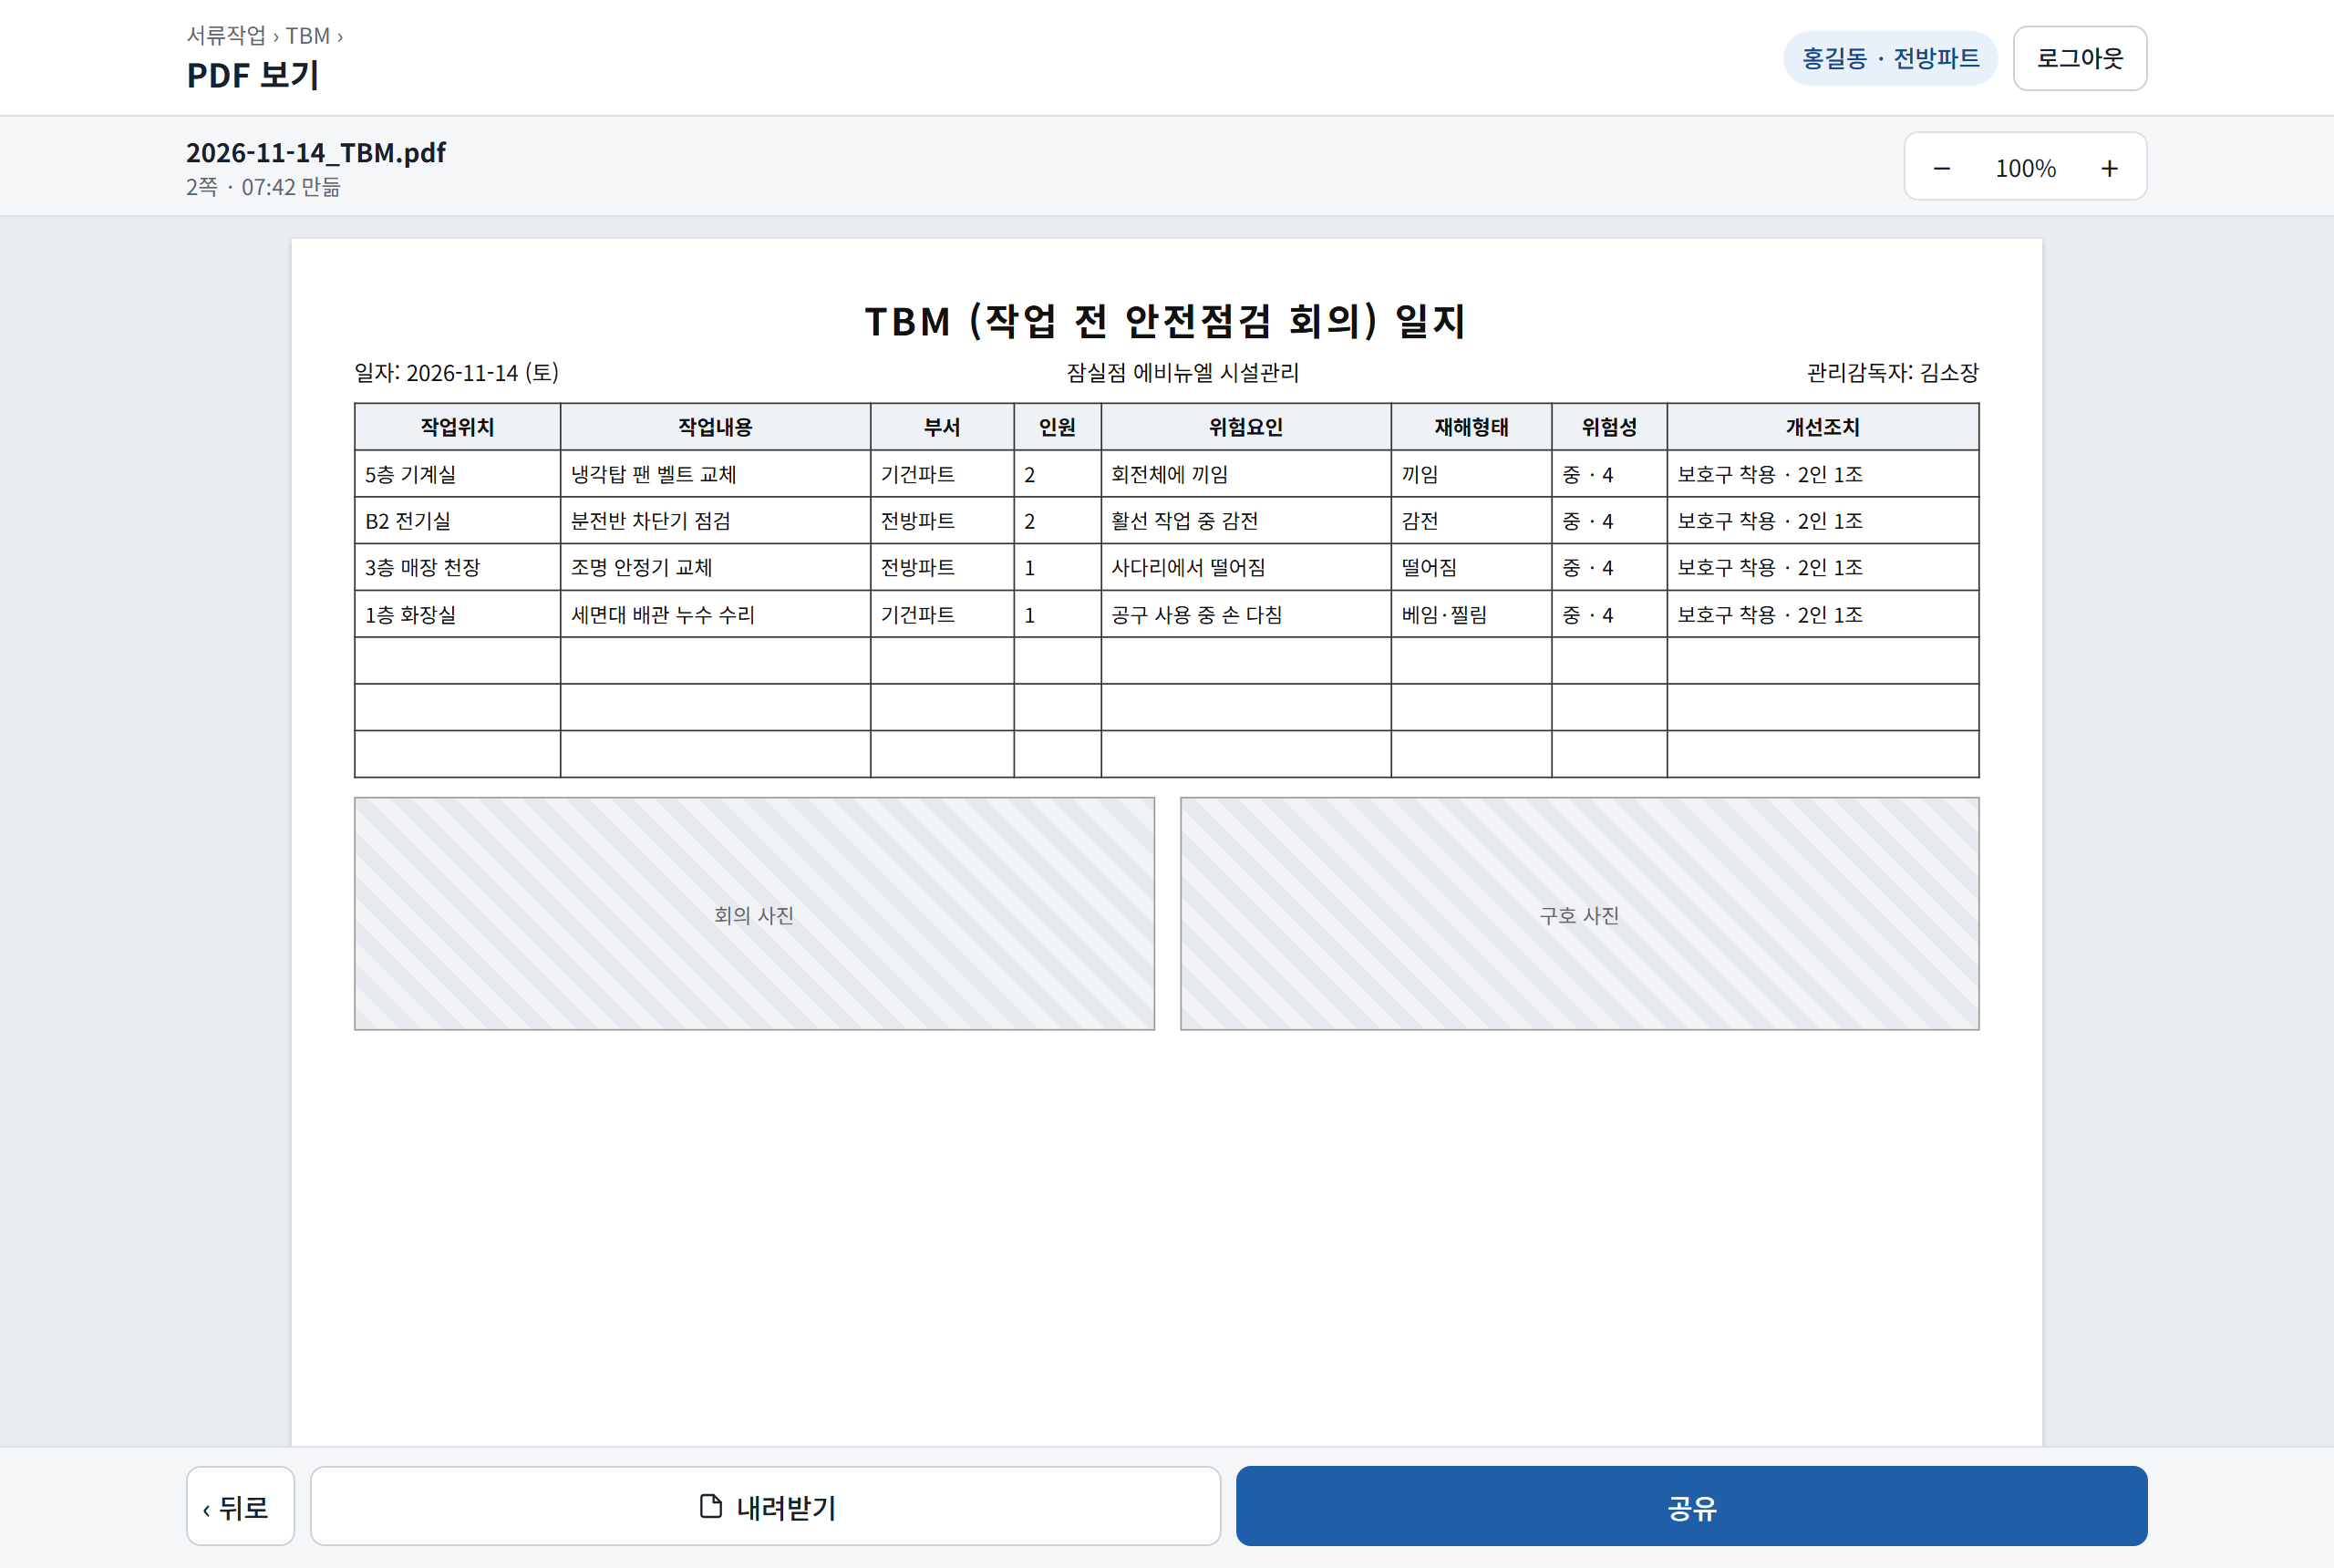 서류작업 › TBM ›
PDF 보기
홍길동 · 전방파트
로그아웃
2026-11-14_TBM.pdf
2쪽 · 07:42 만듦
− 100% +
TBM (작업 전 안전점검 회의) 일지
일자: 2026-11-14 (토) 잠실점 에비뉴엘 시설관리 관리감독자: 김소장
작업위치 작업내용 부서 인원 위험요인 재해형태 위험성 개선조치
5층 기계실 냉각탑 팬 벨트 교체 기건파트 2 회전체에 끼임 끼임 중 · 4 보호구 착용 · 2인 1조
B2 전기실 분전반 차단기 점검 전방파트 2 활선 작업 중 감전 감전 중 · 4 보호구 착용 · 2인 1조
3층 매장 천장 조명 안정기 교체 전방파트 1 사다리에서 떨어짐 떨어짐 중 · 4 보호구 착용 · 2인 1조
1층 화장실 세면대 배관 누수 수리 기건파트 1 공구 사용 중 손 다침 베임·찔림 중 · 4 보호구 착용 · 2인 1조
회의 사진
구호 사진
‹ 뒤로
내려받기
공유